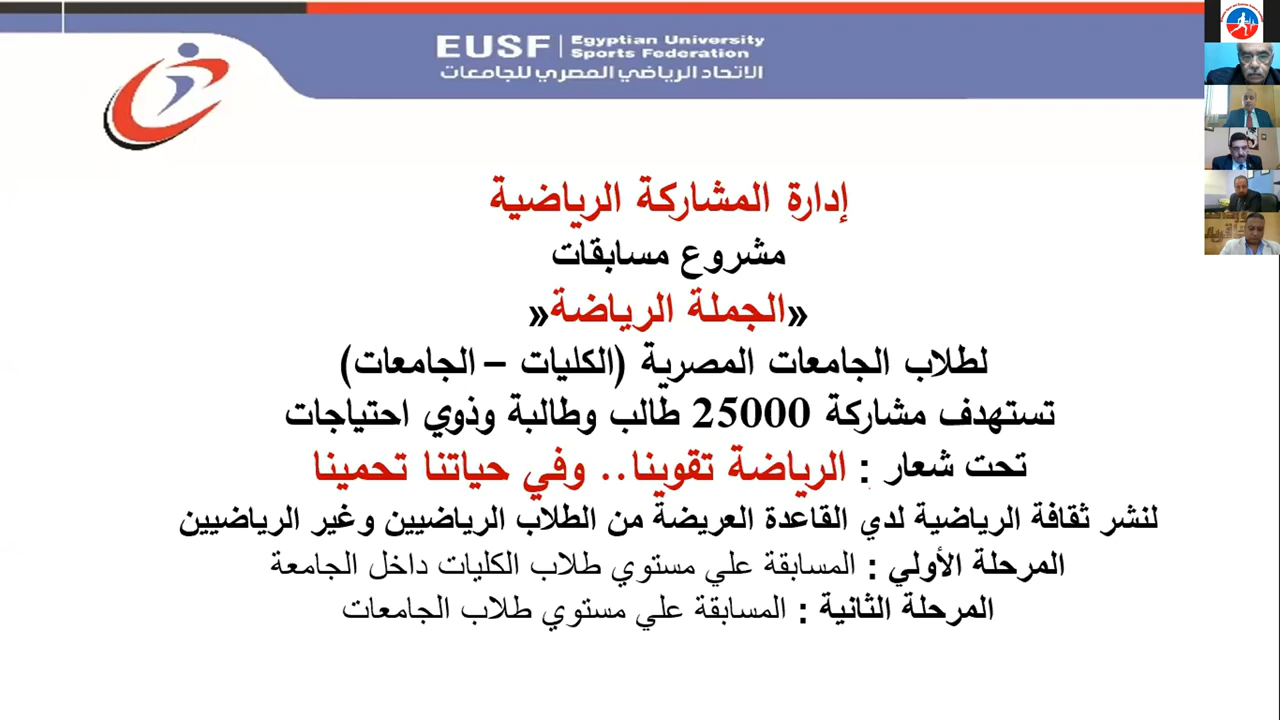 EUSF | Egyptian University
Sports Federation
الاتحاد الرياضي المصري للجامعات
إدارة المشاركة الرياضية
مشروع مسابقات
«الجملة الرياضة«
لطلاب الجامعات المصرية (الكليات – الجامعات)
تستهدف مشاركة 25000 طالب وطالبة وذوي احتياجات
تحت شعار : الرياضة تقوينا.. وفي حياتنا تحمينا
لنشر ثقافة الرياضية لدي القاعدة العريضة من الطلاب الرياضيين وغير الرياضيين
المرحلة الأولي : المسابقة علي مستوي طلاب الكليات داخل الجامعة
المرحلة الثانية : المسابقة علي مستوي طلاب الجامعات